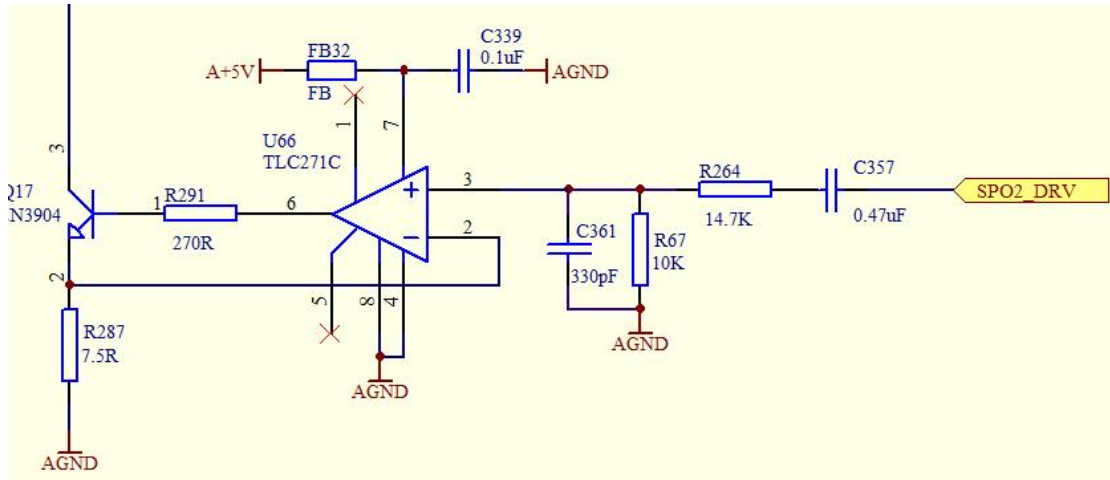 FB32
C339
0.1uF
A+5V
AGND
FB
1
7
U66
TLC271C
3
Q17
N3904
1
R291
270R
6
3
2
R264
14.7K
C357
0.47uF
SPO2_DRV
C361
330pF
R67
10K
2
5
8
4
R287
7.5R
AGND
AGND
AGND